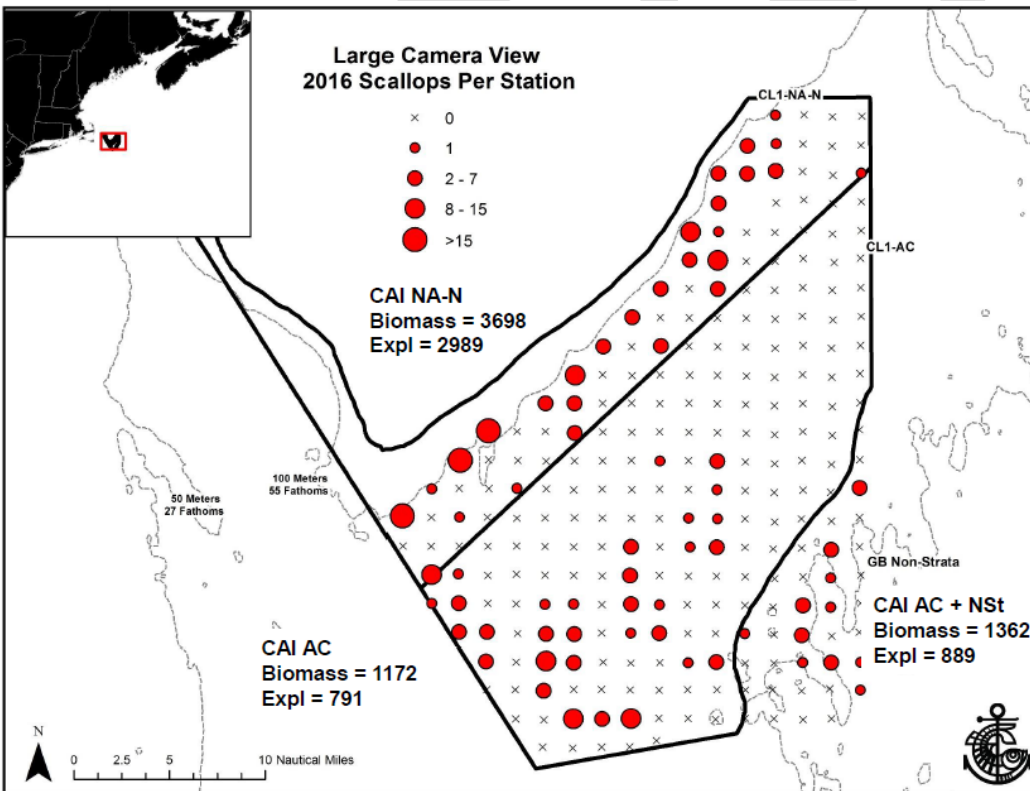 Large Camera View
2016 Scallops Per Station
0
1
2 - 7
8 - 15
>15
CL1-NA-N
CL1-AC
CAI NA-N
Biomass = 3698
Expl = 2989
100 Meters
55 Fathoms
50 Meters
27 Fathoms
GB Non-Strata
CAI AC + NSt
Biomass = 1362
Expl = 889
CAI AC
Biomass = 1172
Expl = 791
N
0 2.5 5 10 Nautical Miles